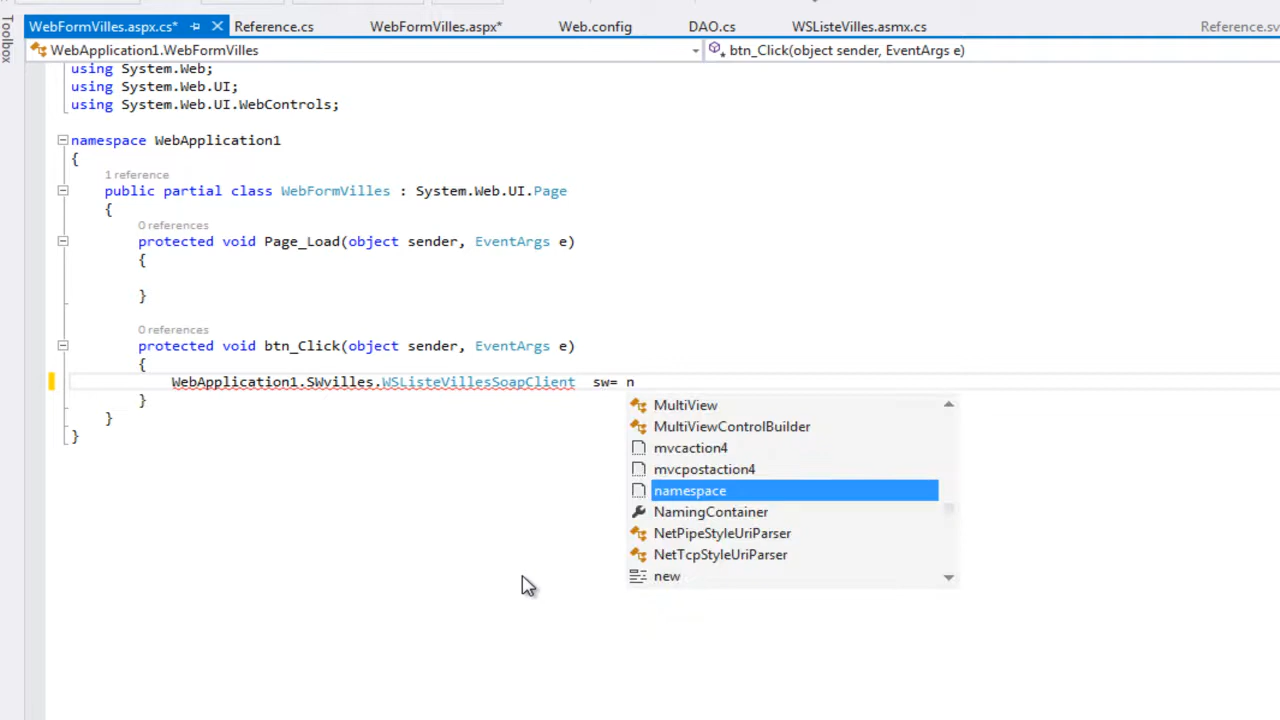 WebFormVilles.aspx.cs* Reference.cs WebFormVilles.aspx* Web.config DAO.cs WSListeVilles.asmx.cs Reference.sv
Toolbox
WebApplication1.WebFormVilles btn_Click(object sender, EventArgs e)
using System.Web;
using System.Web.UI;
using System.Web.UI.WebControls;
namespace WebApplication1
{
1 reference
public partial class WebFormVilles : System.Web.UI.Page
{
0 references
protected void Page_Load(object sender, EventArgs e)
{
}
0 references
protected void btn_Click(object sender, EventArgs e)
{
WebApplication1.SWvilles.WSListeVillesSoapClient sw= n
}
}
}
MultiView
MultiViewControlBuilder
mvcaction4
mvcpostaction4
namespace
NamingContainer
NetPipeStyleUriParser
NetTcpStyleUriParser
new